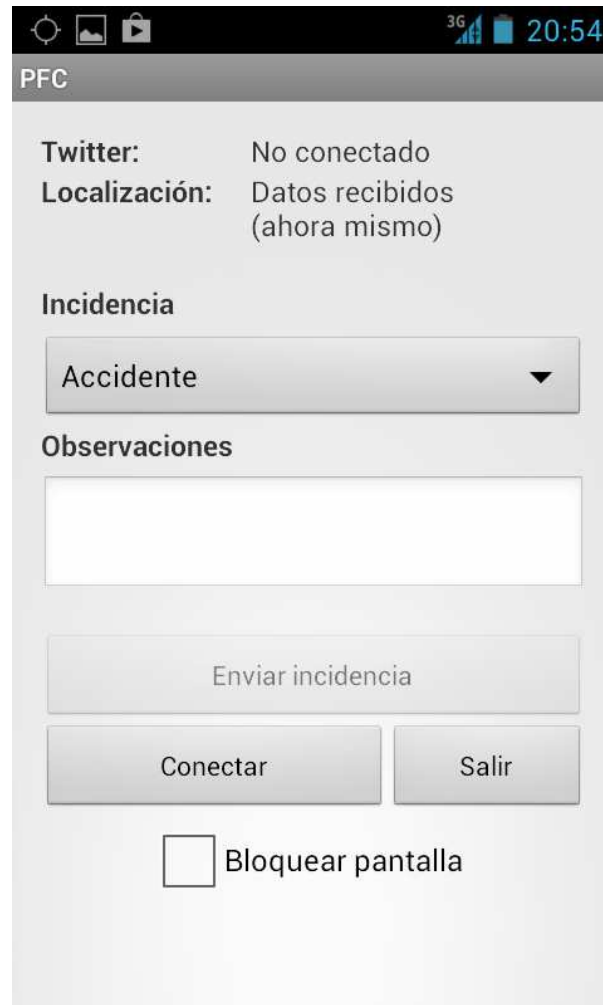 3G 20:54
PFC
Twitter: No conectado
Localización: Datos recibidos
(ahora mismo)
Incidencia
Accidente
Observaciones
Enviar incidencia
Conectar Salir
Bloquear pantalla